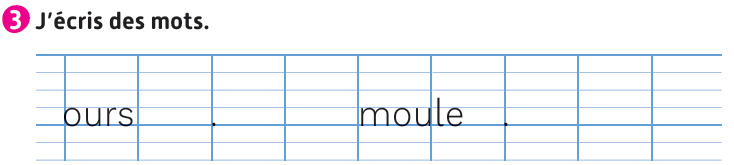 3 J'écris des mots.
ours . moule .